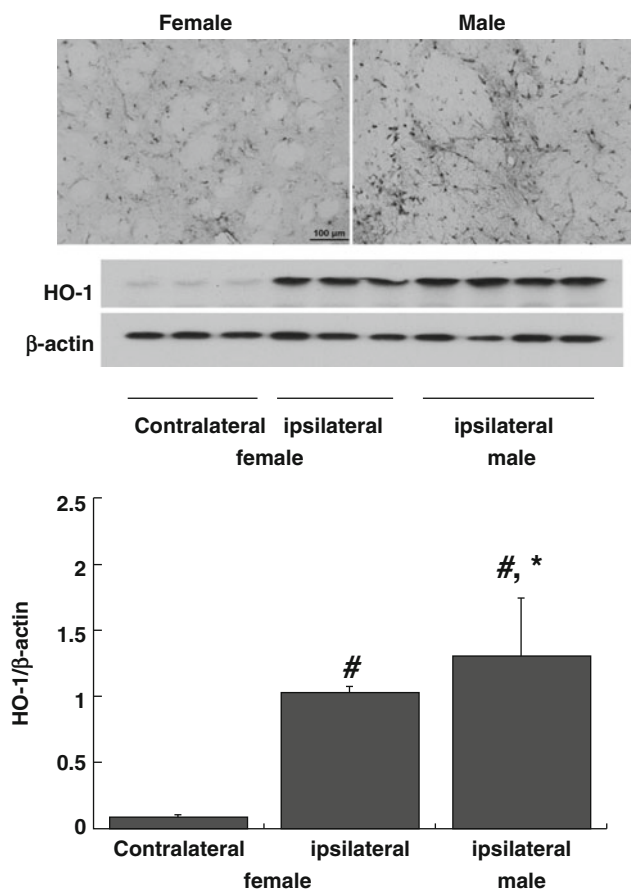 Female Male
100 µm
HO-1
β-actin
Contralateral ipsilateral ipsilateral
female male
2.5
2
1.5
1
0.5
0
HO-1/β-actin
#
#, *
Contralateral ipsilateral ipsilateral
female male